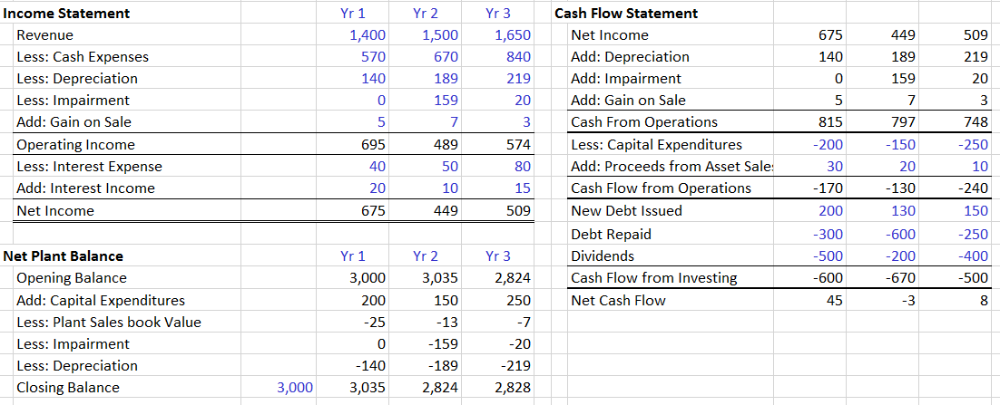 Income Statement Yr 1 Yr 2 Yr 3
Revenue 1,400 1,500 1,650
Less: Cash Expenses 570 670 840
Less: Depreciation 140 189 219
Less: Impairment 0 159 20
Add: Gain on Sale 5 7 3
Operating Income 695 489 574
Less: Interest Expense 40 50 80
Add: Interest Income 20 10 15
Net Income 675 449 509
Net Plant Balance Yr 1 Yr 2 Yr 3
Opening Balance 3,000 3,035 2,824
Add: Capital Expenditures 200 150 250
Less: Plant Sales book Value -25 -13 -7
Less: Impairment 0 -159 -20
Less: Depreciation -140 -189 -219
Closing Balance 3,000 3,035 2,824 2,828
Cash Flow Statement
Net Income 675 449 509
Add: Depreciation 140 189 219
Add: Impairment 0 159 20
Add: Gain on Sale 5 7 3
Cash From Operations 815 797 748
Less: Capital Expenditures -200 -150 -250
Add: Proceeds from Asset Sales 30 20 10
Cash Flow from Operations -170 -130 -240
New Debt Issued 200 130 150
Debt Repaid -300 -600 -250
Dividends -500 -200 -400
Cash Flow from Investing -600 -670 -500
Net Cash Flow 45 -3 8